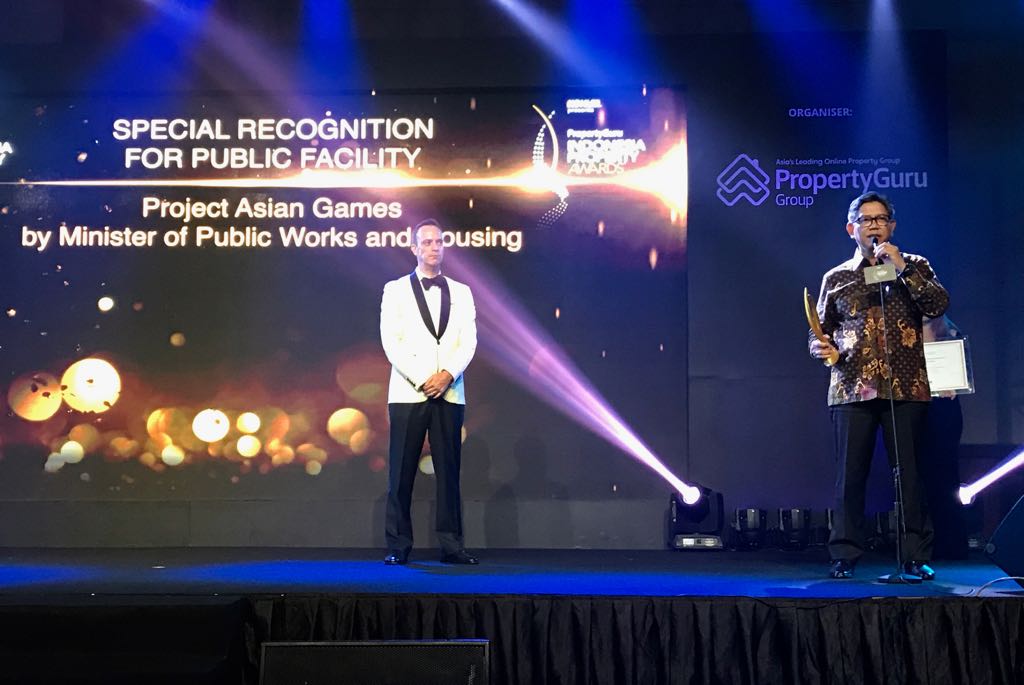 SPECIAL RECOGNITION
FOR PUBLIC FACILITY
Project Asian Games
by Minister of Public Works and Housing
presents
PropertyGuru
INDONESIA
PROPERTY
AWARDS
ORGANISER:
Asia's Leading Online Property Group
PropertyGuru
Group